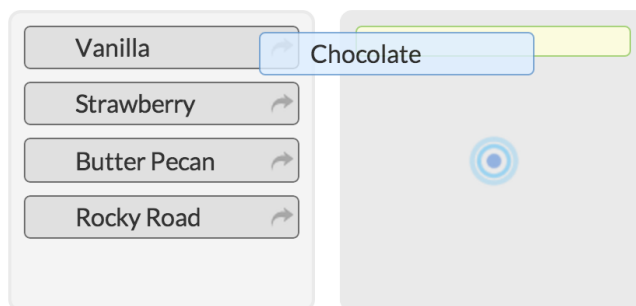 Vanilla
Chocolate
Strawberry
Butter Pecan
Rocky Road